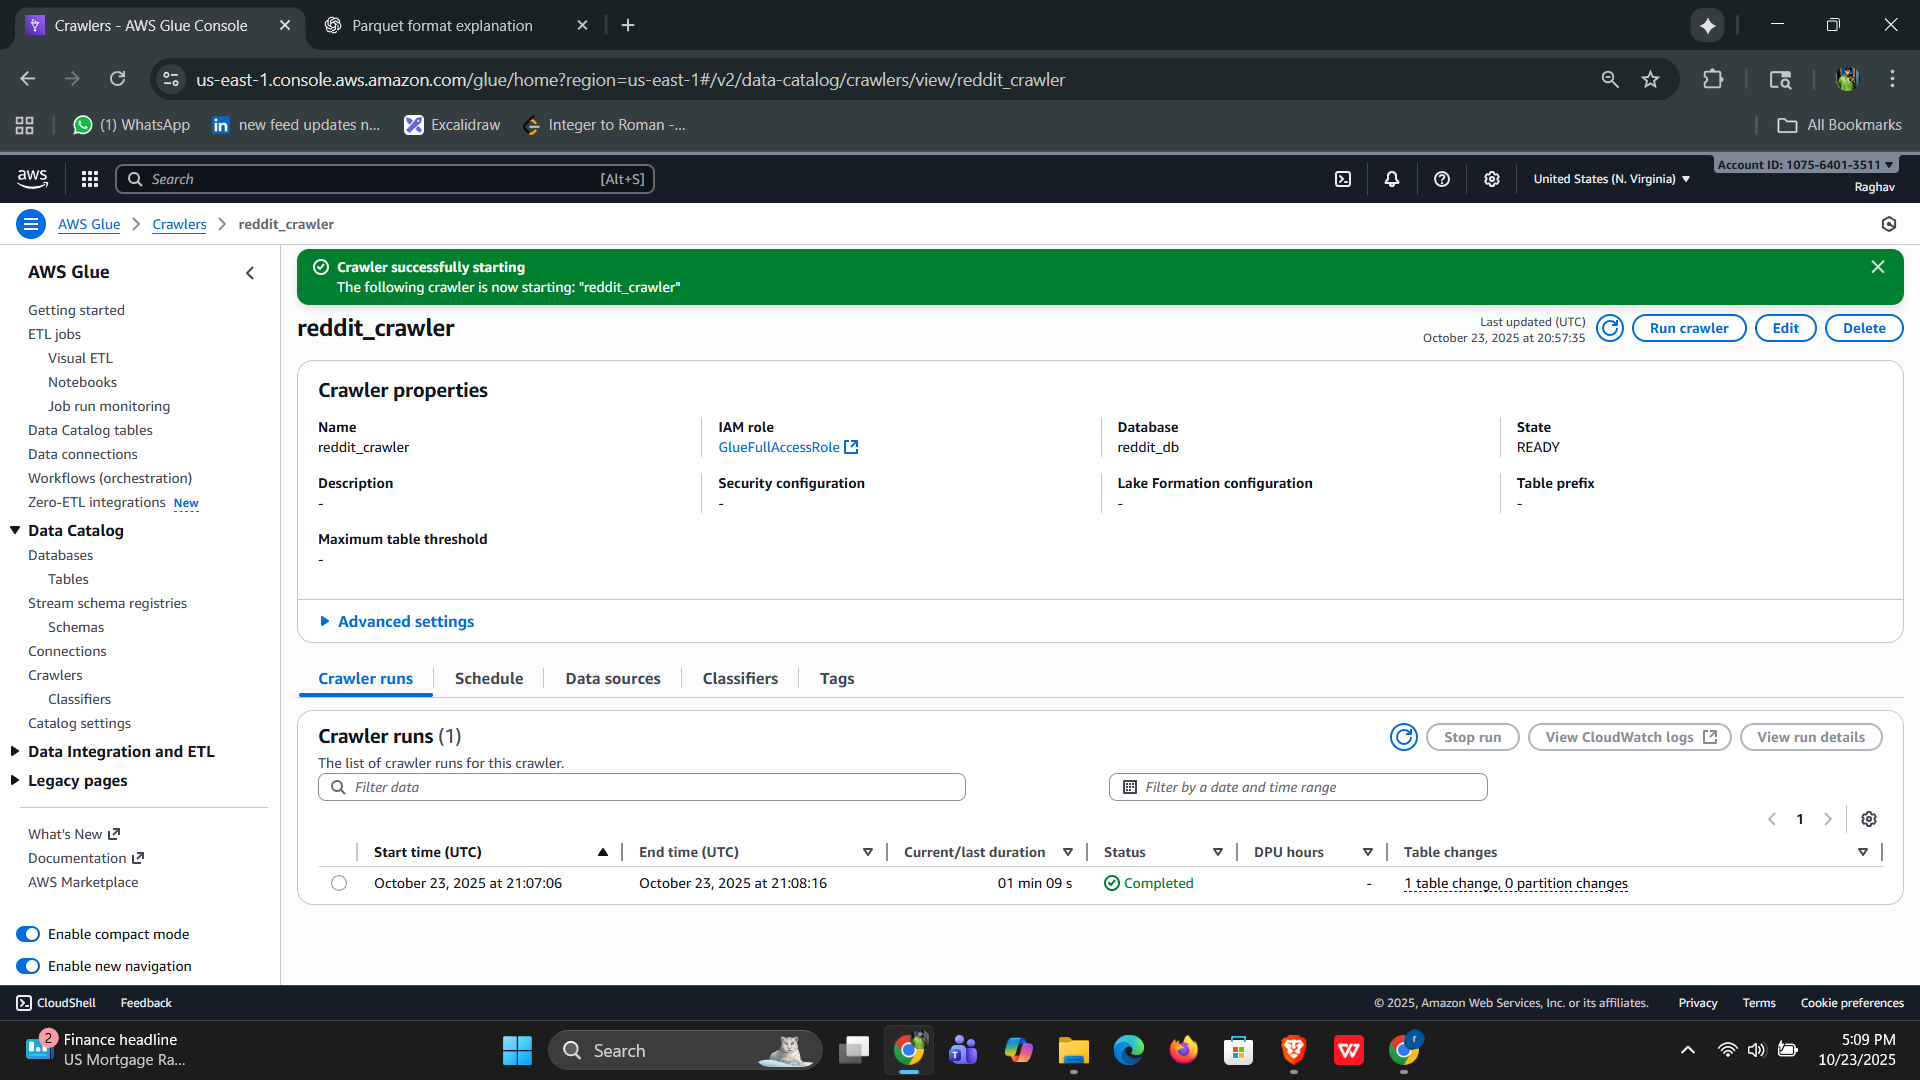 Crawlers - AWS Glue Console
Parquet format explanation
us-east-1.console.aws.amazon.com/glue/home?region=us-east-1#/v2/data-catalog/crawlers/view/reddit_crawler
(1) WhatsApp
new feed updates n...
Excalidraw
Integer to Roman -...
All Bookmarks
aws
Search
[Alt+S]
United States (N. Virginia)
Account ID: 1075-6401-3511
Raghav
AWS Glue
Crawlers
reddit_crawler
AWS Glue
Getting started
ETL jobs
Visual ETL
Notebooks
Job run monitoring
Data Catalog tables
Data connections
Workflows (orchestration)
Zero-ETL integrations New
Data Catalog
Databases
Tables
Stream schema registries
Schemas
Connections
Crawlers
Classifiers
Catalog settings
Data Integration and ETL
Legacy pages
What's New
Documentation
AWS Marketplace
Enable compact mode
Enable new navigation
Crawler successfully starting
The following crawler is now starting: "reddit_crawler"
reddit_crawler
Last updated (UTC)
October 23, 2025 at 20:57:35
Run crawler
Edit
Delete
Crawler properties
Name
reddit_crawler
IAM role
GlueFullAccessRole
Database
reddit_db
State
READY
Description
-
Security configuration
-
Lake Formation configuration
-
Table prefix
-
Maximum table threshold
-
Advanced settings
Crawler runs
Schedule
Data sources
Classifiers
Tags
Crawler runs (1)
The list of crawler runs for this crawler.
Stop run
View CloudWatch logs
View run details
Filter data
Filter by a date and time range
1
Start time (UTC)
End time (UTC)
Current/last duration
Status
DPU hours
Table changes
October 23, 2025 at 21:07:06
October 23, 2025 at 21:08:16
01 min 09 s
Completed
-
1 table change, 0 partition changes
CloudShell
Feedback
© 2025, Amazon Web Services, Inc. or its affiliates.
Privacy
Terms
Cookie preferences
2
Finance headline
US Mortgage Ra...
Search
r
5:09 PM
10/23/2025